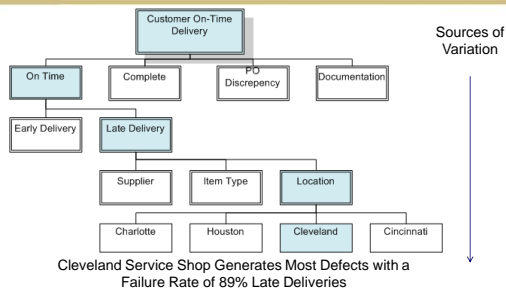 Customer On-Time
Delivery
Sources of
Variation
On Time
Complete
PO
Discrepency
Documentation
Early Delivery
Late Delivery
Supplier
Item Type
Location
Charlotte
Houston
Cleveland
Cincinnati
Cleveland Service Shop Generates Most Defects with a
Failure Rate of 89% Late Deliveries